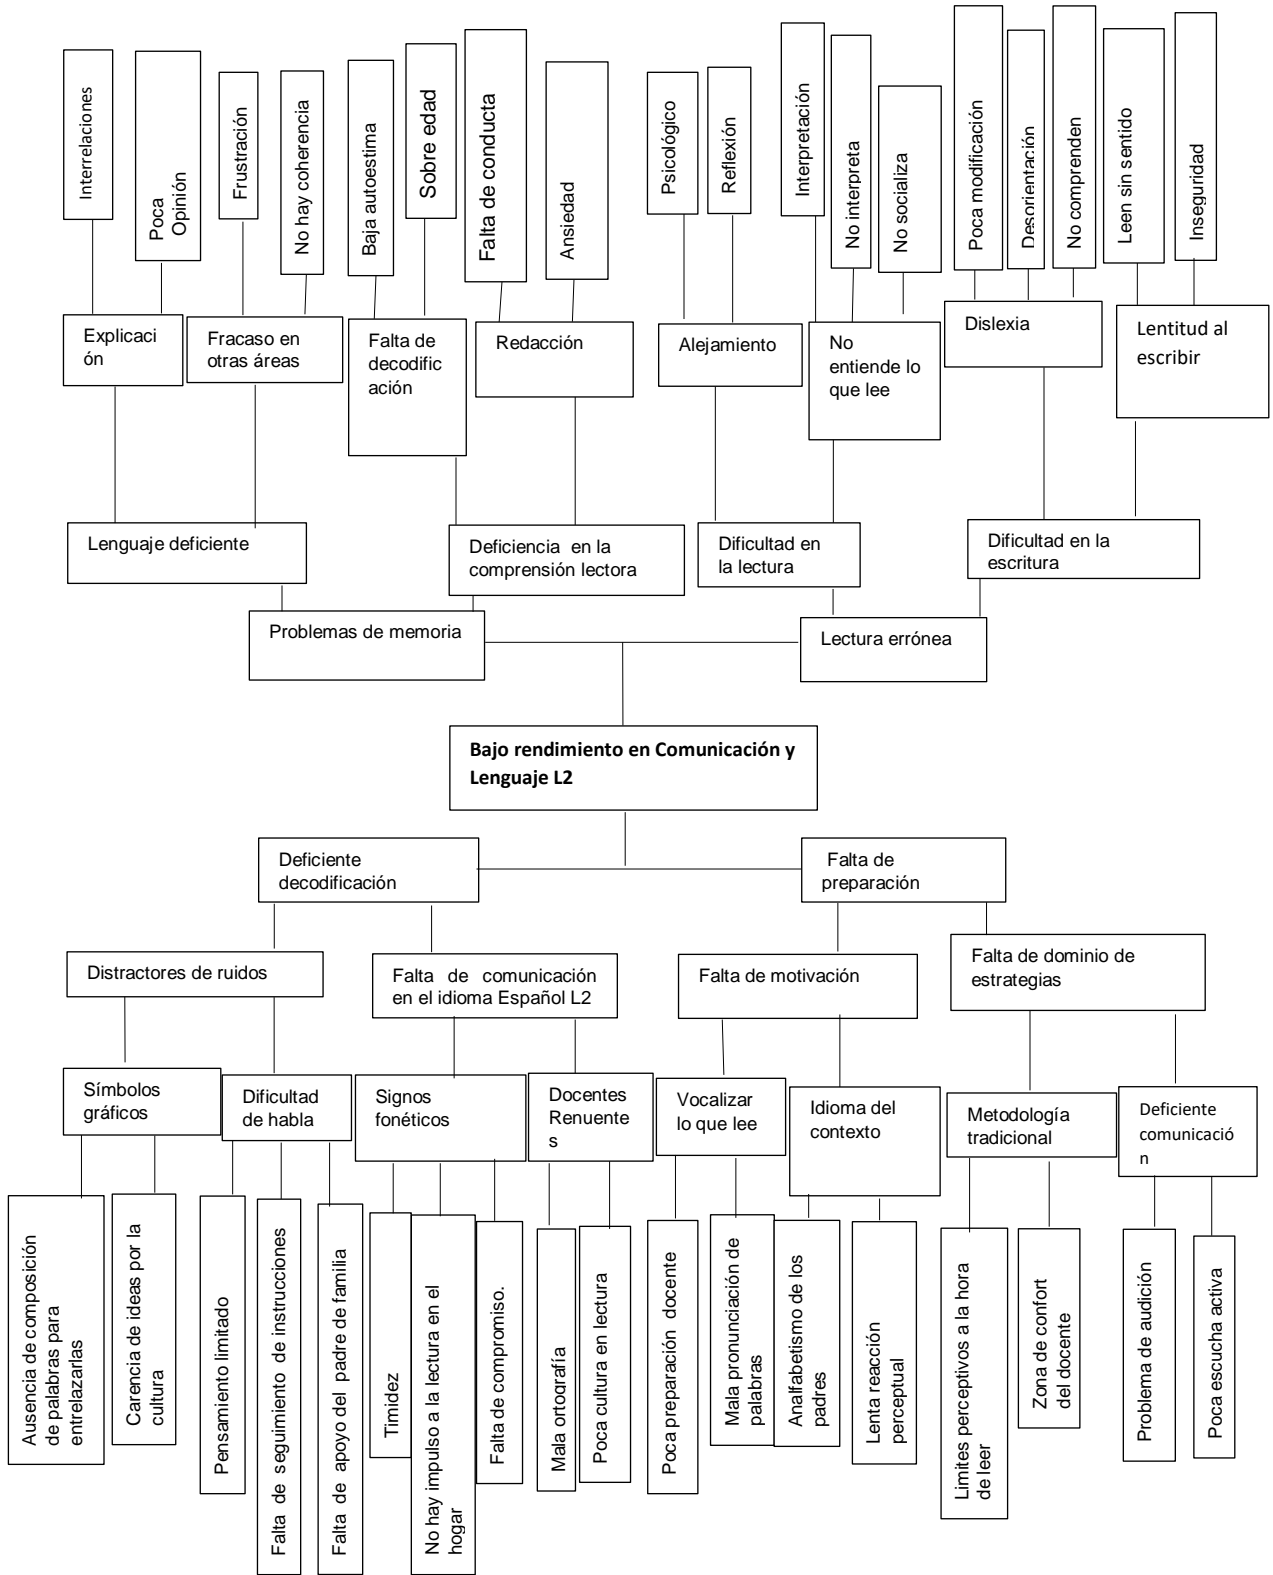 Interrelaciones
Poca
Opinión
Frustración
No hay coherencia
Baja autoestima
Sobre edad
Falta de conducta
Ansiedad
Psicológico
Reflexión
Interpretación
No interpreta
No socializa
Poca modificación
Desorientación
No comprenden
Leen sin sentido
Inseguridad
Explicaci
ón
Fracaso en
otras áreas
Falta de
decodific
ación
Redacción
Alejamiento
No
entiende lo
que lee
Dislexia
Lentitud al
escribir
Lenguaje deficiente
Deficiencia en la
comprensión lectora
Dificultad en
la lectura
Dificultad en la
escritura
Problemas de memoria
Lectura errónea
Bajo rendimiento en Comunicación y
Lenguaje L2
Deficiente
decodificación
Falta de
preparación
Distractores de ruidos
Falta de comunicación
en el idioma Español L2
Falta de motivación
Falta de dominio de
estrategias
Símbolos
gráficos
Dificultad
de habla
Signos
fonéticos
Docentes
Renuente
s
Vocalizar
lo que lee
Idioma del
contexto
Metodología
tradicional
Deficiente
comunicació
n
Ausencia de composición
de palabras para
entrelazarlas
Carencia de ideas por la
cultura
Pensamiento limitado
Falta de seguimiento de instrucciones
Falta de apoyo del padre de familia
Timidez
No hay impulso a la lectura en el
hogar
Falta de compromiso.
Mala ortografía
Poca cultura en lectura
Poca preparación docente
Mala pronunciación de
palabras
Analfabetismo de los
padres
Lenta reacción
perceptual
Limites perceptivos a la hora
de leer
Zona de confort
del docente
Problema de audición
Poca escucha activa